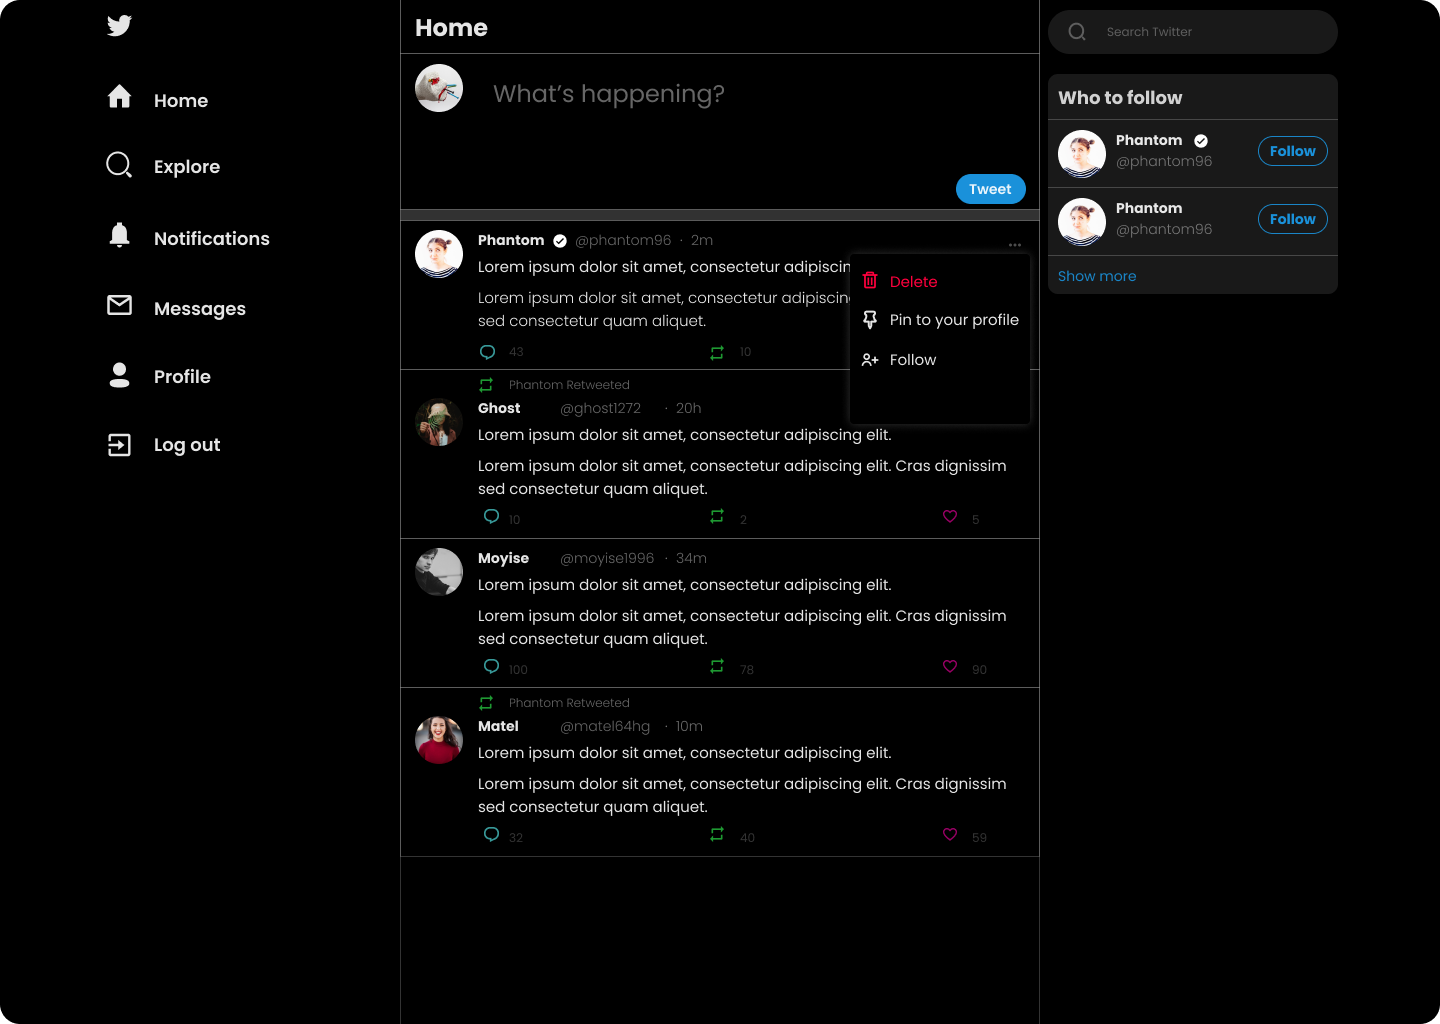 Home
Explore
Notifications
Messages
Profile
Log out
Home
What’s happening?
Tweet
Phantom @phantom96 · 2m
Lorem ipsum dolor sit amet, consectetur adipiscin
Lorem ipsum dolor sit amet, consectetur adipiscin
sed consectetur quam aliquet.
43 10
Delete
Pin to your profile
Follow
Phantom Retweeted
Ghost @ghost1272 · 20h
Lorem ipsum dolor sit amet, consectetur adipiscing elit.
Lorem ipsum dolor sit amet, consectetur adipiscing elit. Cras dignissim
sed consectetur quam aliquet.
10 2 5
Moyise @moyise1996 · 34m
Lorem ipsum dolor sit amet, consectetur adipiscing elit.
Lorem ipsum dolor sit amet, consectetur adipiscing elit. Cras dignissim
sed consectetur quam aliquet.
100 78 90
Phantom Retweeted
Matel @matel64hg · 10m
Lorem ipsum dolor sit amet, consectetur adipiscing elit.
Lorem ipsum dolor sit amet, consectetur adipiscing elit. Cras dignissim
sed consectetur quam aliquet.
32 40 59
Search Twitter
Who to follow
Phantom
@phantom96
Follow
Phantom
@phantom96
Follow
Show more